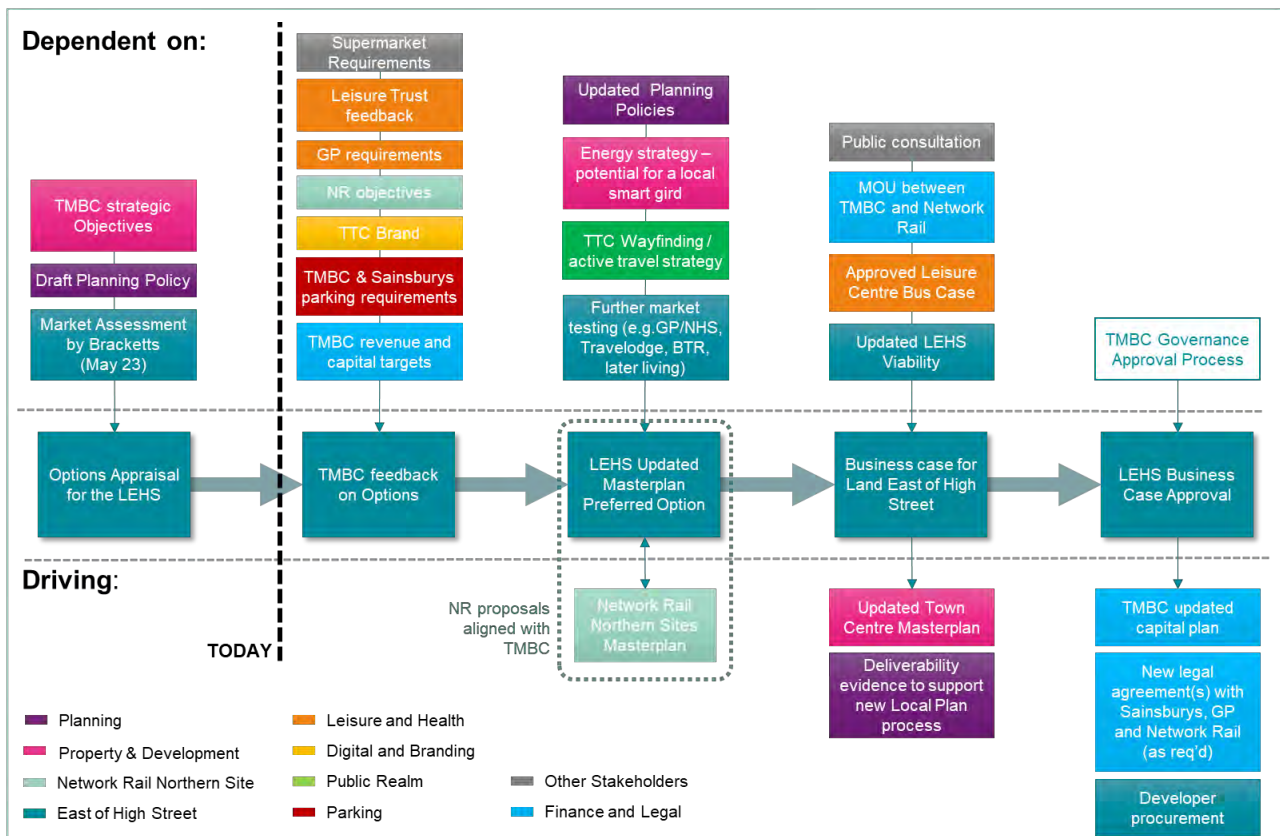 Dependent on:
TMBC strategic
Objectives
Draft Planning Policy
Market Assessment
by Bracketts
(May 23)
Supermarket
Requirements
Leisure Trust
feedback
GP requirements
NR objectives
TTC Brand
TMBC & Sainsburys
parking requirements
TMBC revenue and
capital targets
Updated Planning
Policies
Energy strategy –
potential for a local
smart gird
TTC Wayfinding /
active travel strategy
Further market
testing (e.g.GP/NHS,
Travelodge, BTR,
later living)
Public consultation
MOU between
TMBC and Network
Rail
Approved Leisure
Centre Bus Case
Updated LEHS
Viability
TMBC Governance
Approval Process
Options Appraisal
for the LEHS
TMBC feedback
on Options
LEHS Updated
Masterplan
Preferred Option
Business case for
Land East of High
Street
LEHS Business
Case Approval
Driving:
TODAY
NR proposals
aligned with
TMBC
Network Rail
Northern Sites
Masterplan
Updated Town
Centre Masterplan
Deliverability
evidence to support
new Local Plan
process
TMBC updated
capital plan
New legal
agreement(s) with
Sainsburys, GP
and Network Rail
(as req'd)
Developer
procurement
Planning
Property & Development
Network Rail Northern Site
East of High Street
Leisure and Health
Digital and Branding
Public Realm
Parking
Other Stakeholders
Finance and Legal